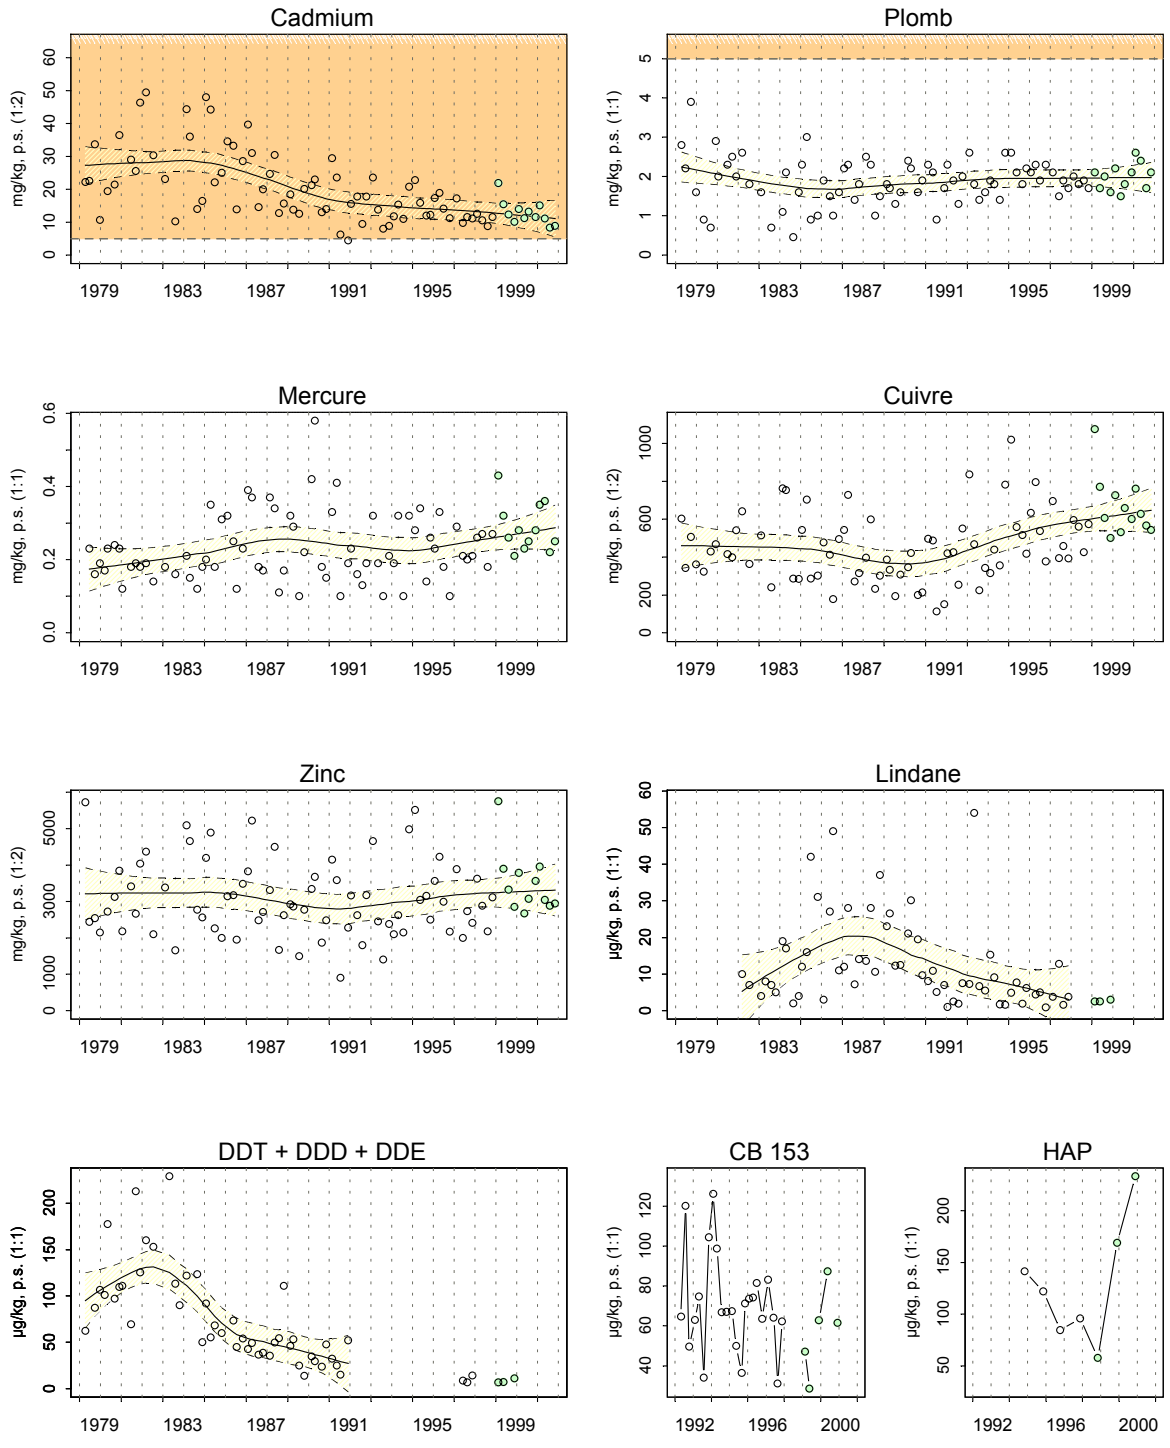 Cadmium
mg/kg, p.s. (1:2)
0 10 20 30 40 50 60
1979 1983 1987 1991 1995 1999
Plomb
mg/kg, p.s. (1:1)
0 1 2 3 4 5
1979 1983 1987 1991 1995 1999
Mercure
mg/kg, p.s. (1:1)
0.0 0.2 0.4 0.6
1979 1983 1987 1991 1995 1999
Cuivre
mg/kg, p.s. (1:2)
0 200 600 1000
1979 1983 1987 1991 1995 1999
Zinc
mg/kg, p.s. (1:2)
0 1000 3000 5000
1979 1983 1987 1991 1995 1999
Lindane
µg/kg, p.s. (1:1)
0 10 20 30 40 50 60
1979 1983 1987 1991 1995 1999
DDT + DDD + DDE
µg/kg, p.s. (1:1)
0 50 100 150 200
1979 1983 1987 1991 1995 1999
CB 153
µg/kg, p.s. (1:1)
40 60 80 100 120
1992 1996 2000
HAP
µg/kg, p.s. (1:1)
50 100 150 200
1992 1996 2000